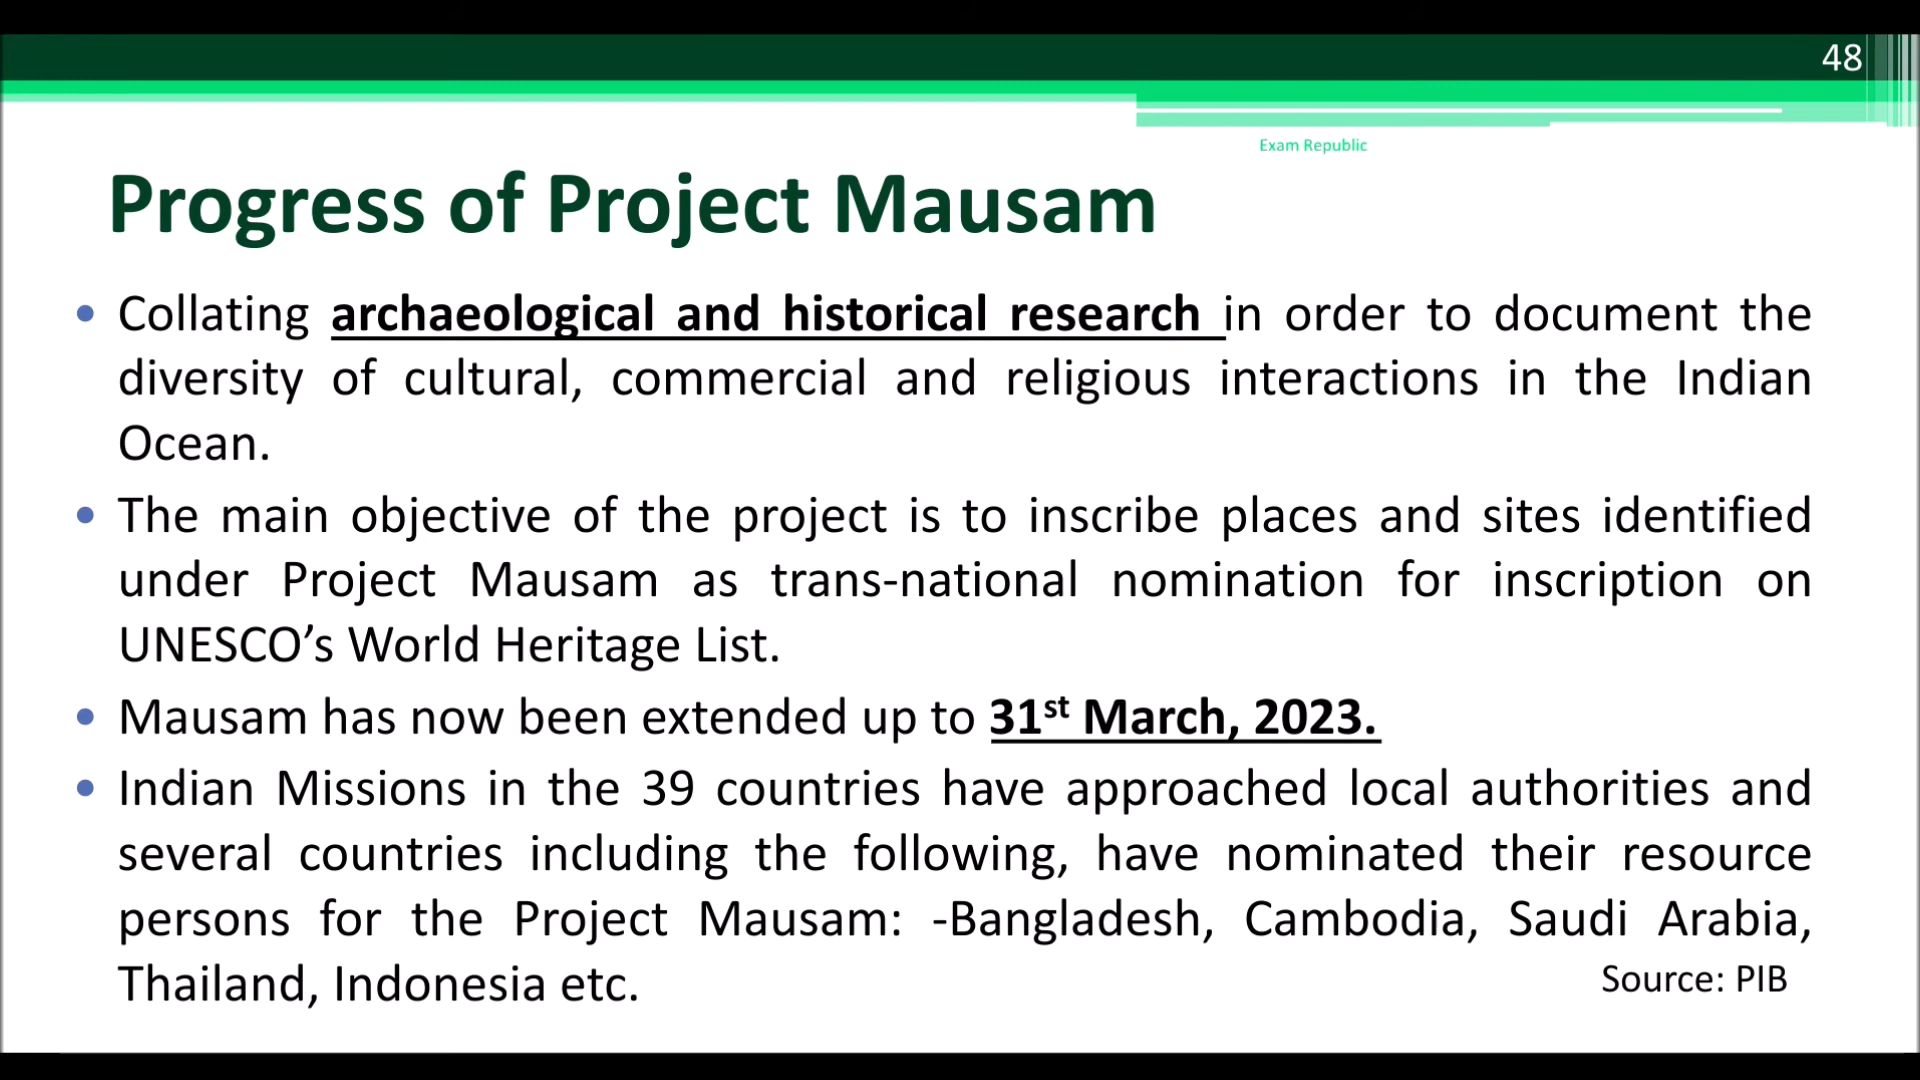 48
Exam Republic
Progress of Project Mausam
• Collating archaeological and historical research in order to document the
diversity of cultural, commercial and religious interactions in the Indian
Ocean.
• The main objective of the project is to inscribe places and sites identified
under Project Mausam as trans-national nomination for inscription on
UNESCO’s World Heritage List.
• Mausam has now been extended up to 31st March, 2023.
• Indian Missions in the 39 countries have approached local authorities and
several countries including the following, have nominated their resource
persons for the Project Mausam: -Bangladesh, Cambodia, Saudi Arabia,
Thailand, Indonesia etc.
Source: PIB